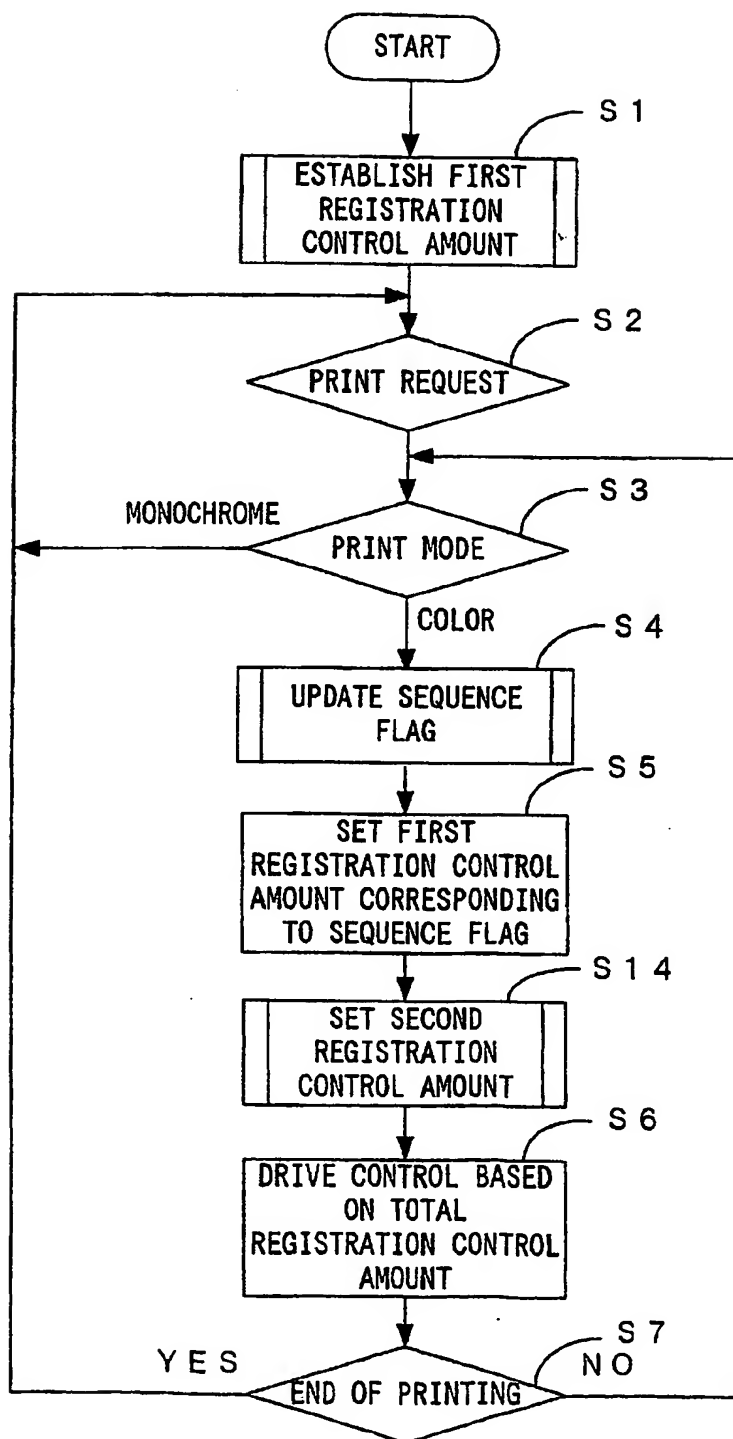 START
S 1
ESTABLISH FIRST
REGISTRATION
CONTROL AMOUNT
S 2
PRINT REQUEST
S 3
MONOCHROME
PRINT MODE
COLOR
S 4
UPDATE SEQUENCE
FLAG
S 5
SET FIRST
REGISTRATION CONTROL
AMOUNT CORRESPONDING
TO SEQUENCE FLAG
S 1 4
SET SECOND
REGISTRATION
CONTROL AMOUNT
S 6
DRIVE CONTROL BASED
ON TOTAL
REGISTRATION CONTROL
AMOUNT
S 7
YES
NO
END OF PRINTING